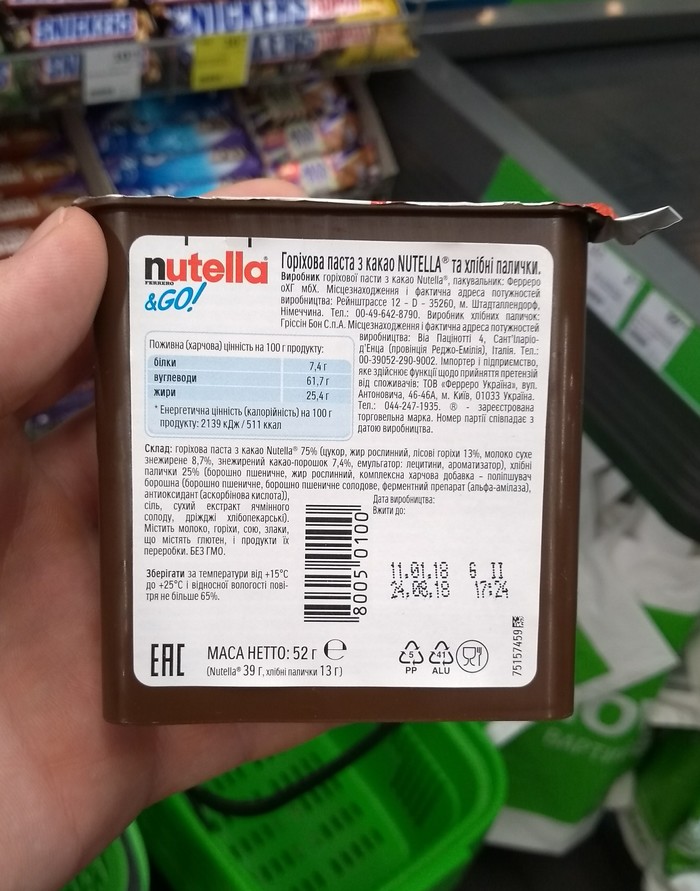 SNICKERS
SNICKERS
nutella
FERRERO
&GO!
Горіхова паста з какао NUTELLA® та хлібні палички.
Виробник горіхової пасти з какао Nutella®, пакувальник: Ферреро
оХГ мбХ. Місцезнаходження і фактична адреса потужностей
виробництва: Рейнштрассе 12 - D - 35260, м. Штадталлендорф,
Німеччина. Тел.: 00-49-642-8790. Виробник хлібних паличок:
Гріссін Бон С.п.А. Місцезнаходження і фактична адреса потужностей
виробництва: Віа Паціноттi 4, Сант'Іларіо-
д'Енца (провінція Реджо-Емілія), Італія. Тел.:
00-39052-290-9002. Імпортер і підприємство,
яке здійснює функції щодо прийняття претензій
від споживачів: ТОВ «Ферреро Україна», вул.
Антоновича, 46-46А, м. Київ, 01033 Україна.
Тел.: 044-247-1935. ® - зареєстрована
торговельна марка. Номер партії співпадає з
датою виробництва.
Поживна (харчова) цінність на 100 г продукту:
білки 7,4 г
вуглеводи 61,7 г
жири 25,4 г
* Енергетична цінність (калорійність) на 100 г
продукту: 2139 кДж / 511 ккал
Склад: горіхова паста з какао Nutella® 75% (цукор, жир рослинний, лісові горіхи 13%, молоко сухе
знежирене 8,7%, знежирений какао-порошок 7,4%, емульгатор: лецитини, ароматизатор), хлібні
палички 25% (борошно пшеничне, жир рослинний, комплексна харчова добавка – поліпшувач
борошна (борошно пшеничне, борошно пшеничне солодове, ферментний препарат (альфа-амілаза),
антиоксидант (аскорбінова кислота)),
сіль, сухий екстракт ячмінного
солоду, дріжджі хлібопекарські).
Містить молоко, горіхи, сою, злаки,
що містять глютен, і продукти їх
переробки. БЕЗ ГМО.
Дата виробництва:
Вжити до:
80050100
11.01.18 6 II
24.08.18 17:24
Зберігати за температури від +15°C
до +25°C і відносної вологості пові-
тря не більше 65%.
EAC
МАСА НЕТТО: 52 г ℮
(Nutella® 39 Г, хлібні палички 13 г)
5
PP
41
ALU
75157459